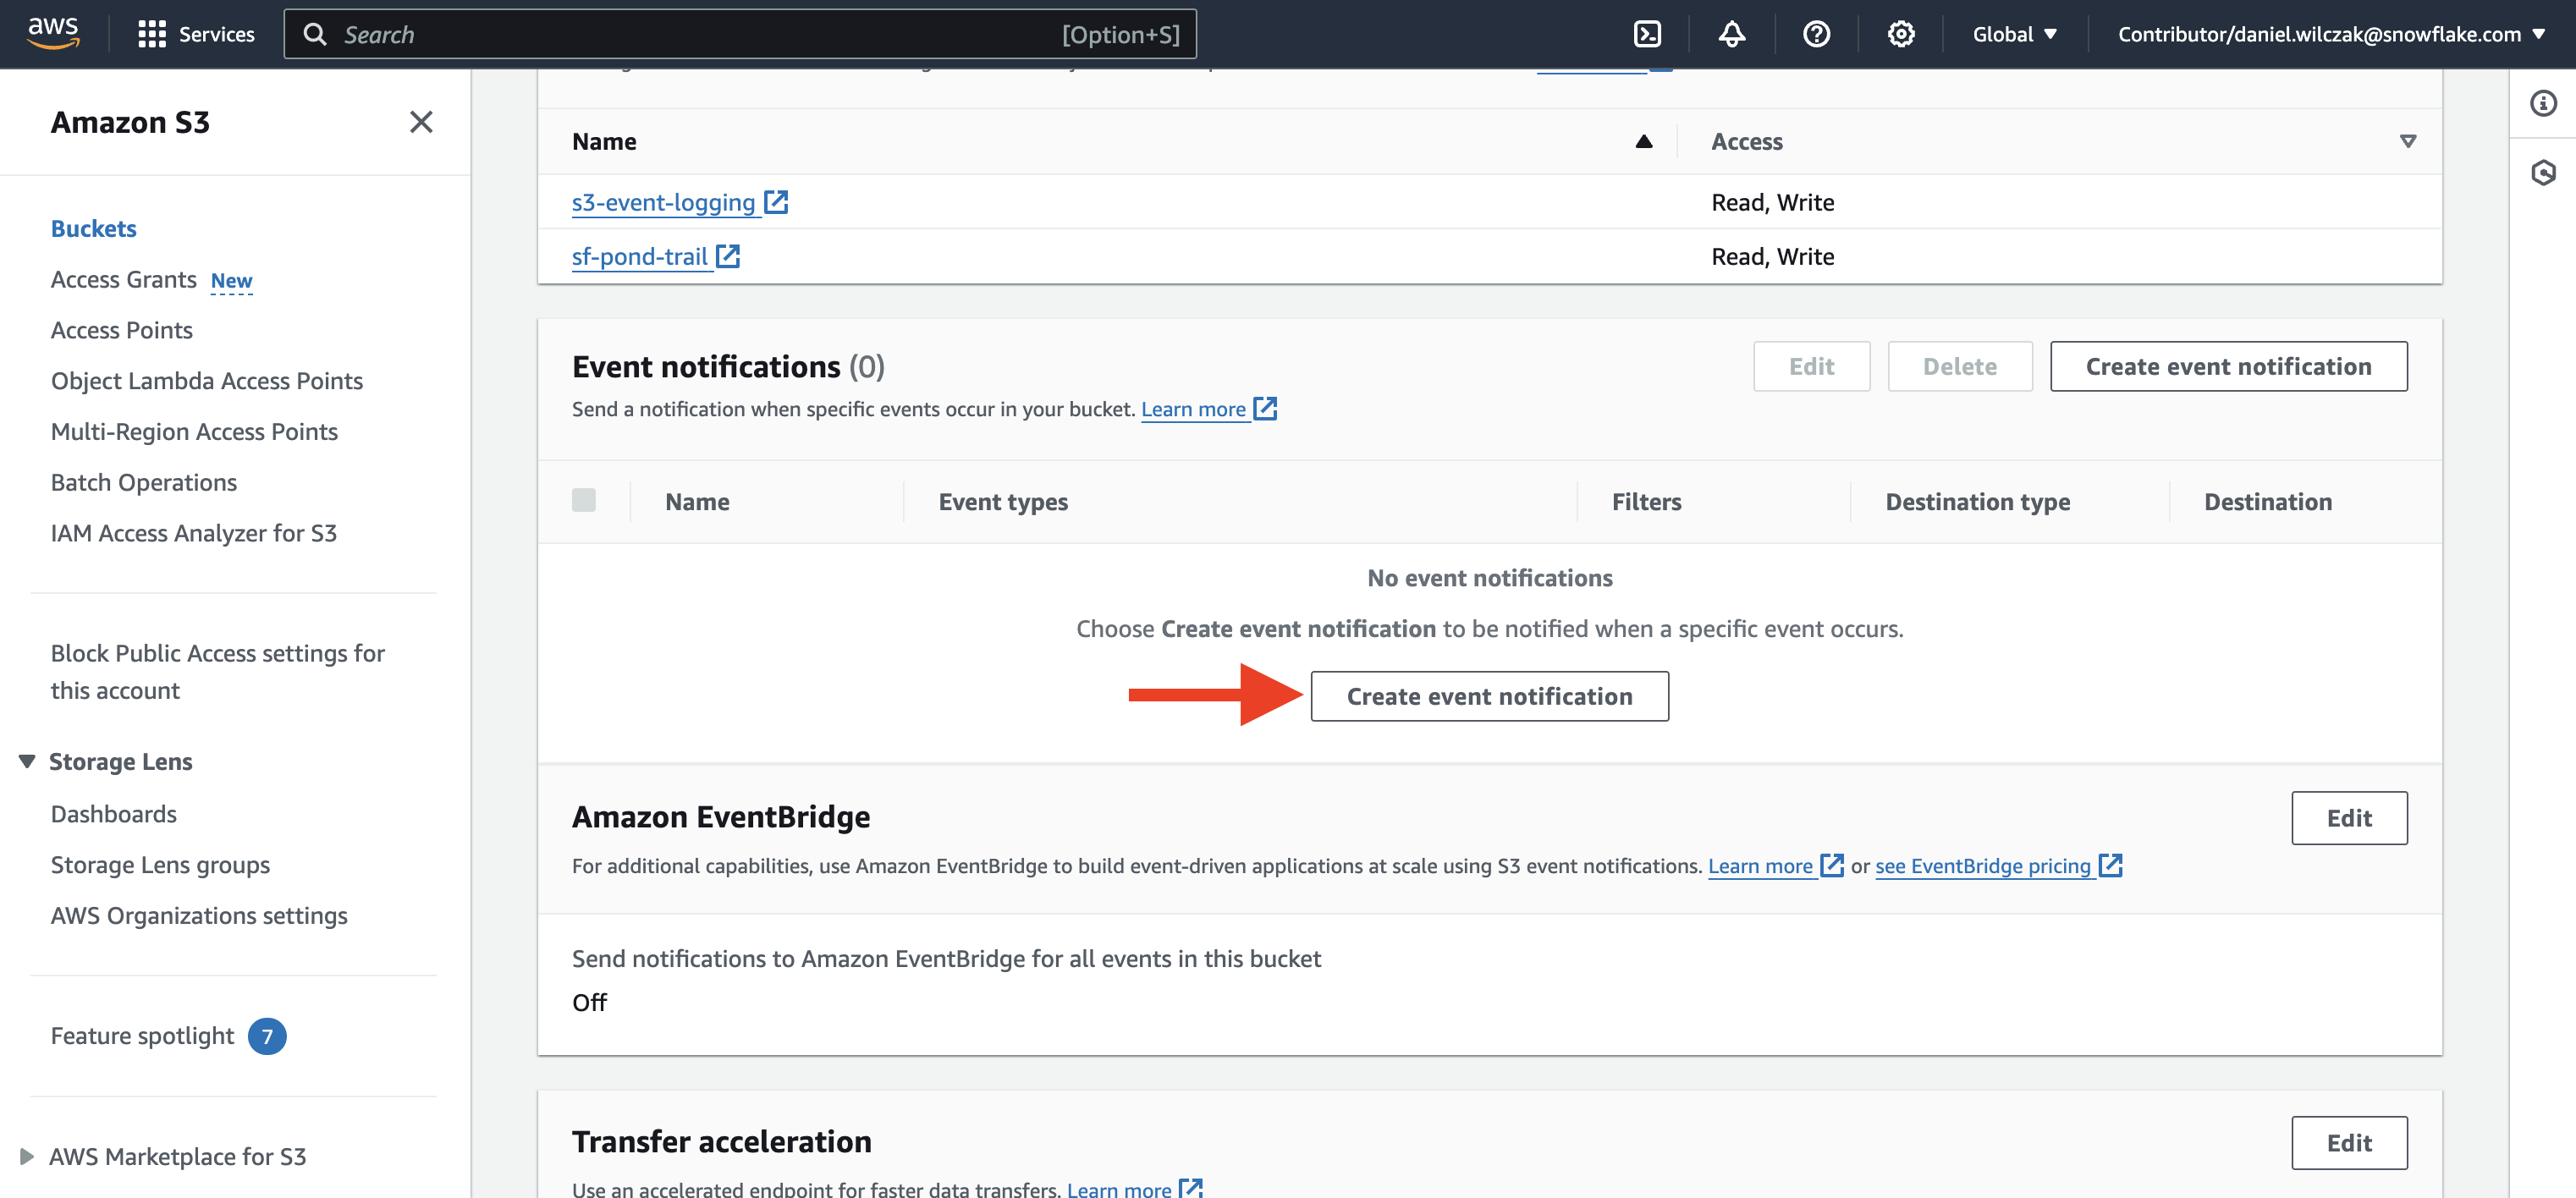 aws
Services
Search
[Option+S]
Global
Contributor/daniel.wilczak@snowflake.com
Amazon S3
Buckets
Access Grants New
Access Points
Object Lambda Access Points
Multi-Region Access Points
Batch Operations
IAM Access Analyzer for S3
Block Public Access settings for
this account
Storage Lens
Dashboards
Storage Lens groups
AWS Organizations settings
Feature spotlight 7
AWS Marketplace for S3
Name Access
s3-event-logging Read, Write
sf-pond-trail Read, Write
Event notifications (0)
Edit Delete Create event notification
Send a notification when specific events occur in your bucket. Learn more
Name Event types Filters Destination type Destination
No event notifications
Choose Create event notification to be notified when a specific event occurs.
Create event notification
Amazon EventBridge
Edit
For additional capabilities, use Amazon EventBridge to build event-driven applications at scale using S3 event notifications. Learn more or see EventBridge pricing
Send notifications to Amazon EventBridge for all events in this bucket
Off
Transfer acceleration
Edit
Use an accelerated endpoint for faster data transfers. Learn more